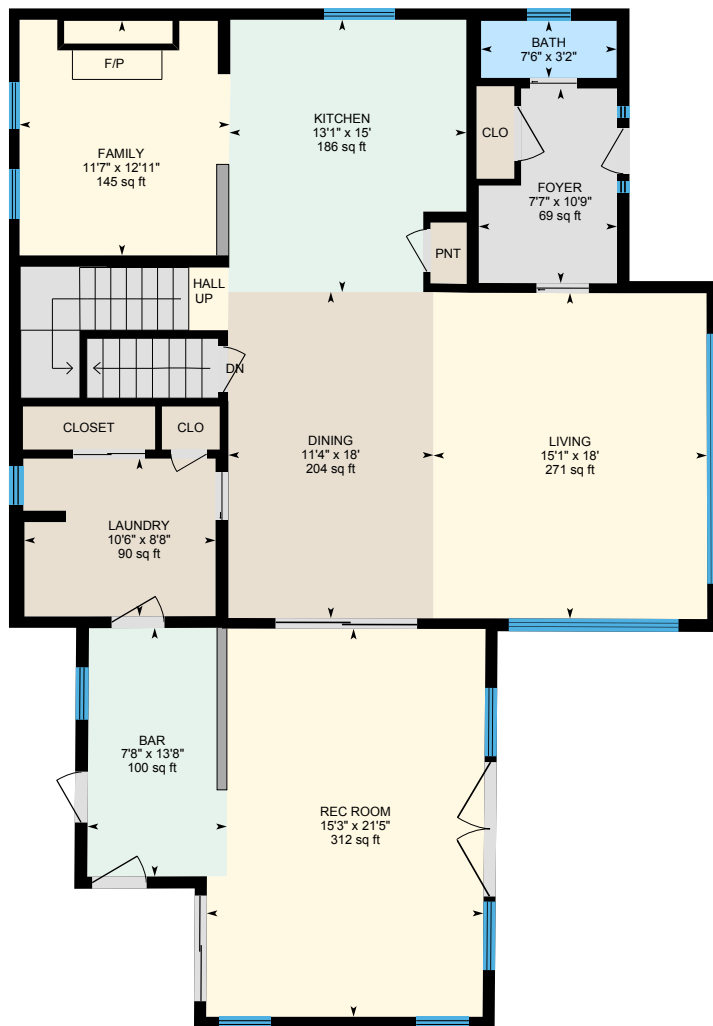 BATH
7'6" x 3'2"
F/P
KITCHEN
13'1" x 15'
186 sq ft
CLO
FAMILY
11'7" x 12'11"
145 sq ft
FOYER
7'7" x 10'9"
69 sq ft
PNT
HALL
UP
DN
CLOSET
CLO
DINING
11'4" x 18'
204 sq ft
LIVING
15'1" x 18'
271 sq ft
LAUNDRY
10'6" x 8'8"
90 sq ft
BAR
7'8" x 13'8"
100 sq ft
REC ROOM
15'3" x 21'5"
312 sq ft